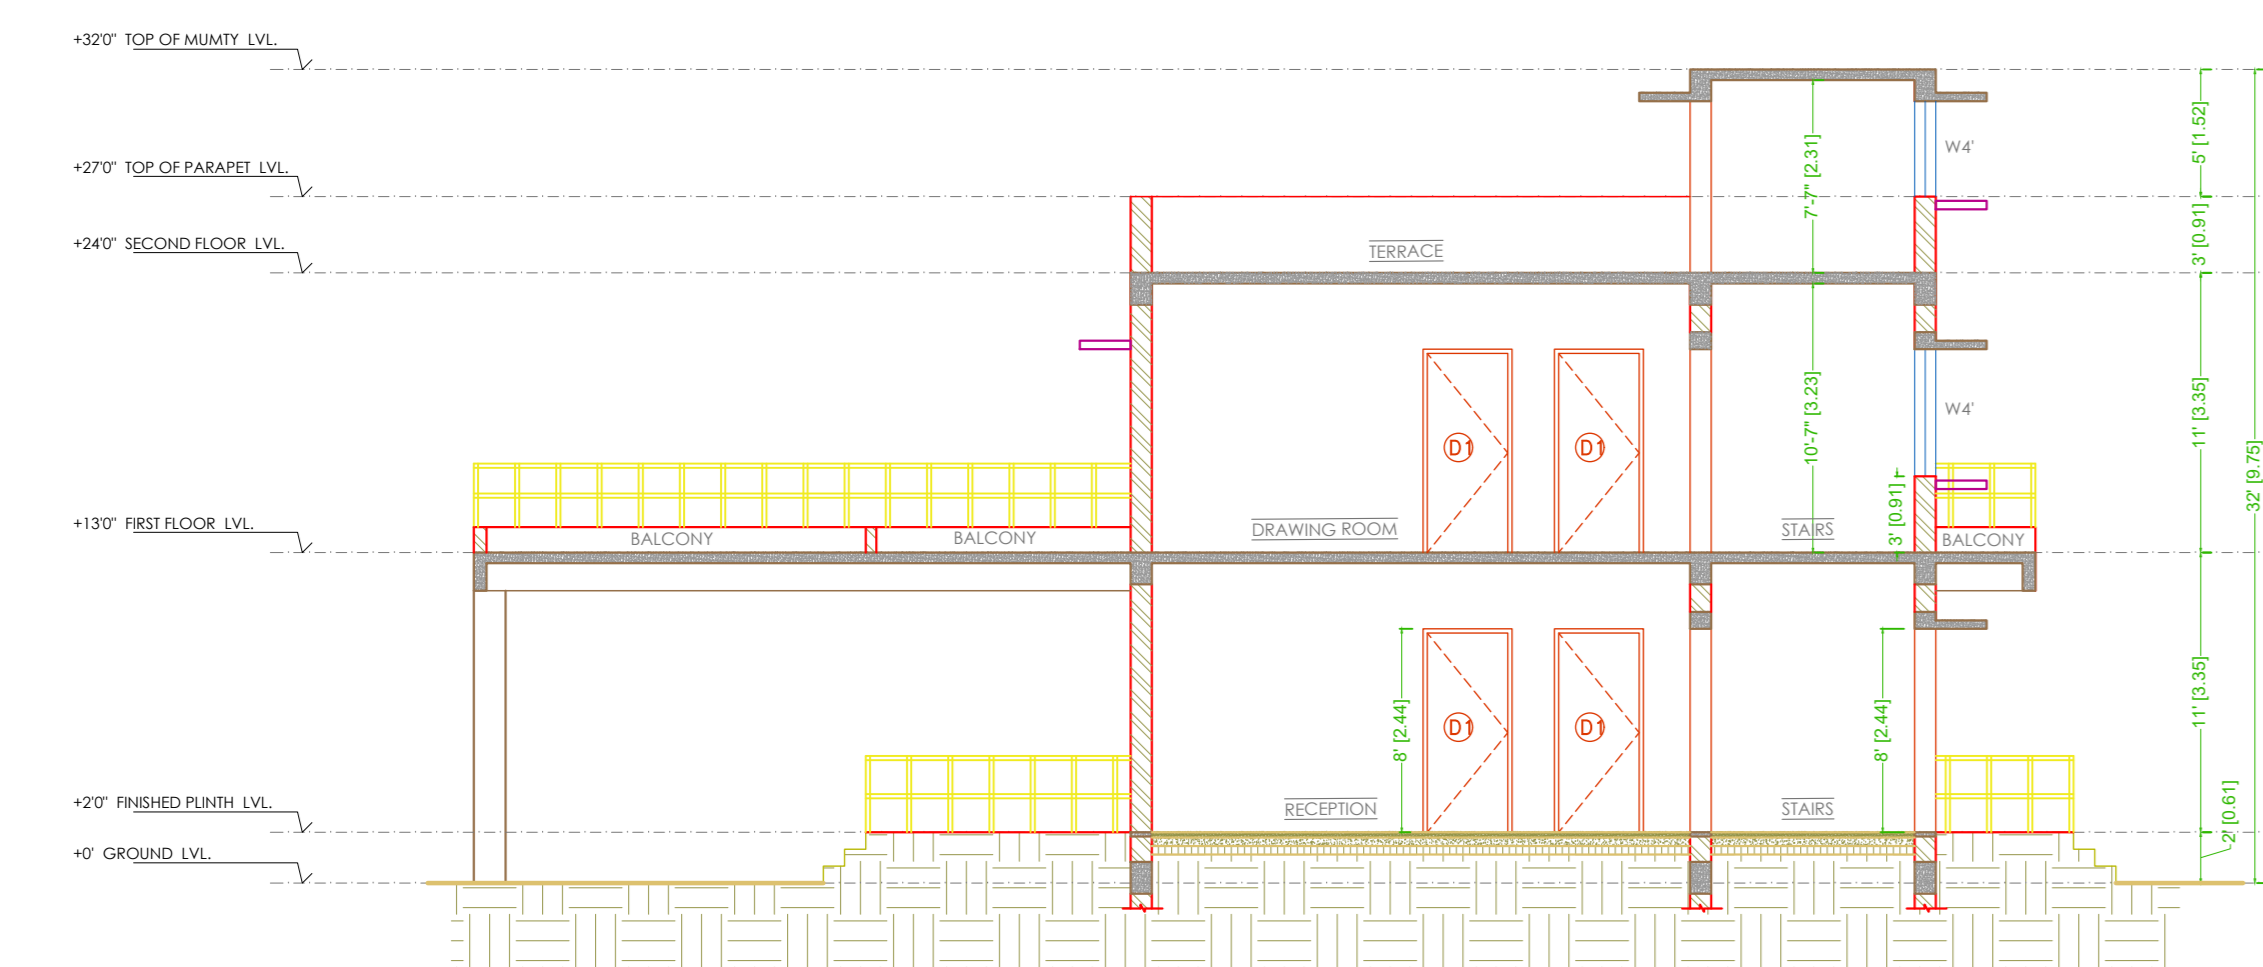 +32'0" TOP OF MUMTY LVL.
5' [1.52]
7'-7" [2.31]
W4'
+27'0" TOP OF PARAPET LVL.
3' [0.91]
+24'0" SECOND FLOOR LVL.
TERRACE
11' [3.35]
10'-7" [3.23]
W4'
D1
D1
32' [9.75]
3' [0.91]
+13'0" FIRST FLOOR LVL.
BALCONY
BALCONY
DRAWING ROOM
STAIRS
BALCONY
11' [3.35]
8' [2.44]
D1
D1
8' [2.44]
+2'0" FINISHED PLINTH LVL.
RECEPTION
STAIRS
2' [0.61]
+0' GROUND LVL.